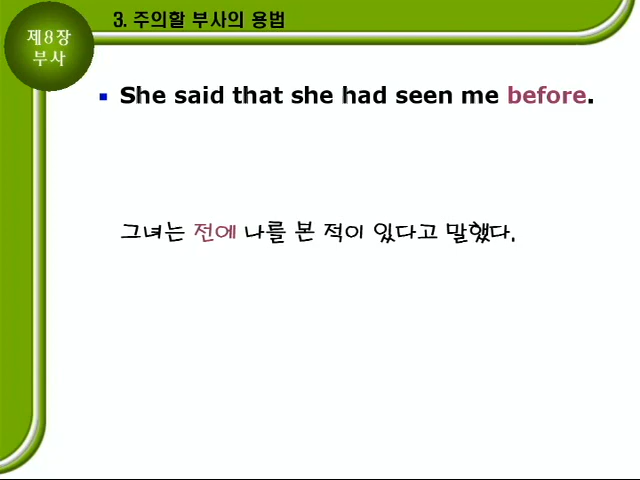 3. 주의할 부사의 용법
제8장
부사
She said that she had seen me before.
그녀는 전에 나를 본 적이 있다고 말했다.